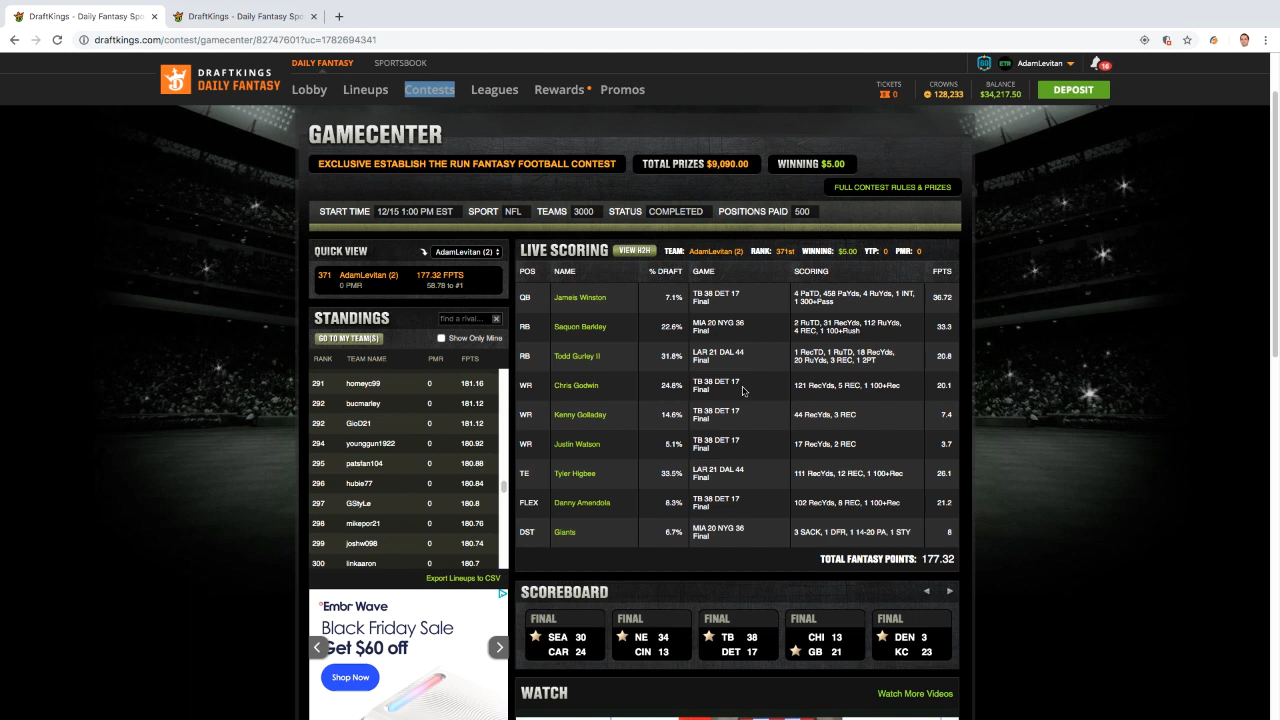 DraftKings - Daily Fantasy Spo
DraftKings - Daily Fantasy Spo
draftkings.com/contest/gamecenter/82747601?uc=1782694341
DRAFTKINGS
DAILY FANTASY
DAILY FANTASY
SPORTSBOOK
GO
ETR
AdamLevitan
16
Lobby
Lineups
Contests
Leagues
Rewards
Promos
TICKETS
0
CROWNS
128,233
BALANCE
$34,217.50
DEPOSIT
GAMECENTER
EXCLUSIVE ESTABLISH THE RUN FANTASY FOOTBALL CONTEST
TOTAL PRIZES $9,090.00
WINNING $5.00
FULL CONTEST RULES & PRIZES
START TIME 12/15 1:00 PM EST SPORT NFL TEAMS 3000 STATUS COMPLETED POSITIONS PAID 500
QUICK VIEW
AdamLevitan (2)
371 AdamLevitan (2) 177.32 FPTS
0 PMR 58.78 to #1
STANDINGS
find a rival...
GO TO MY TEAM(S)
Show Only Mine
RANK TEAM NAME PMR FPTS
291 homeyc99 0 181.16
292 bucmarley 0 181.12
292 GioD21 0 181.12
294 younggun1922 0 180.92
295 patsfan104 0 180.88
296 hubie77 0 180.84
297 GStyLe 0 180.8
298 mikepor21 0 180.76
299 joshw098 0 180.74
300 linkaaron 0 180.7
Export Lineups to CSV
Embr Wave
Black Friday Sale
Get $60 off
Shop Now
LIVE SCORING
VIEW H2H
TEAM: AdamLevitan (2) RANK: 371st WINNING: $5.00 YTP: 0 PMR: 0
POS NAME % DRAFT GAME SCORING FPTS
QB Jameis Winston 7.1% TB 38 DET 17 Final 4 PaTD, 458 PaYds, 4 RuYds, 1 INT, 1 300+Pass 36.72
RB Saquon Barkley 22.6% MIA 20 NYG 36 Final 2 RuTD, 31 RecYds, 112 RuYds, 4 REC, 1 100+Rush 33.3
RB Todd Gurley II 31.8% LAR 21 DAL 44 Final 1 RecTD, 1 RuTD, 18 RecYds, 20 RuYds, 3 REC, 1 2PT 20.8
WR Chris Godwin 24.8% TB 38 DET 17 Final 121 RecYds, 5 REC, 1 100+Rec 20.1
WR Kenny Golladay 14.6% TB 38 DET 17 Final 44 RecYds, 3 REC 7.4
WR Justin Watson 5.1% TB 38 DET 17 Final 17 RecYds, 2 REC 3.7
TE Tyler Higbee 33.5% LAR 21 DAL 44 Final 111 RecYds, 12 REC, 1 100+Rec 26.1
FLEX Danny Amendola 8.3% TB 38 DET 17 Final 102 RecYds, 8 REC, 1 100+Rec 21.2
DST Giants 6.7% MIA 20 NYG 36 Final 3 SACK, 1 DFR, 1 14-20 PA, 1 STY 8
TOTAL FANTASY POINTS: 177.32
SCOREBOARD
FINAL FINAL FINAL FINAL FINAL
SEA 30 NE 34 TB 38 CHI 13 DEN 3
CAR 24 CIN 13 DET 17 GB 21 KC 23
WATCH
Watch More Videos